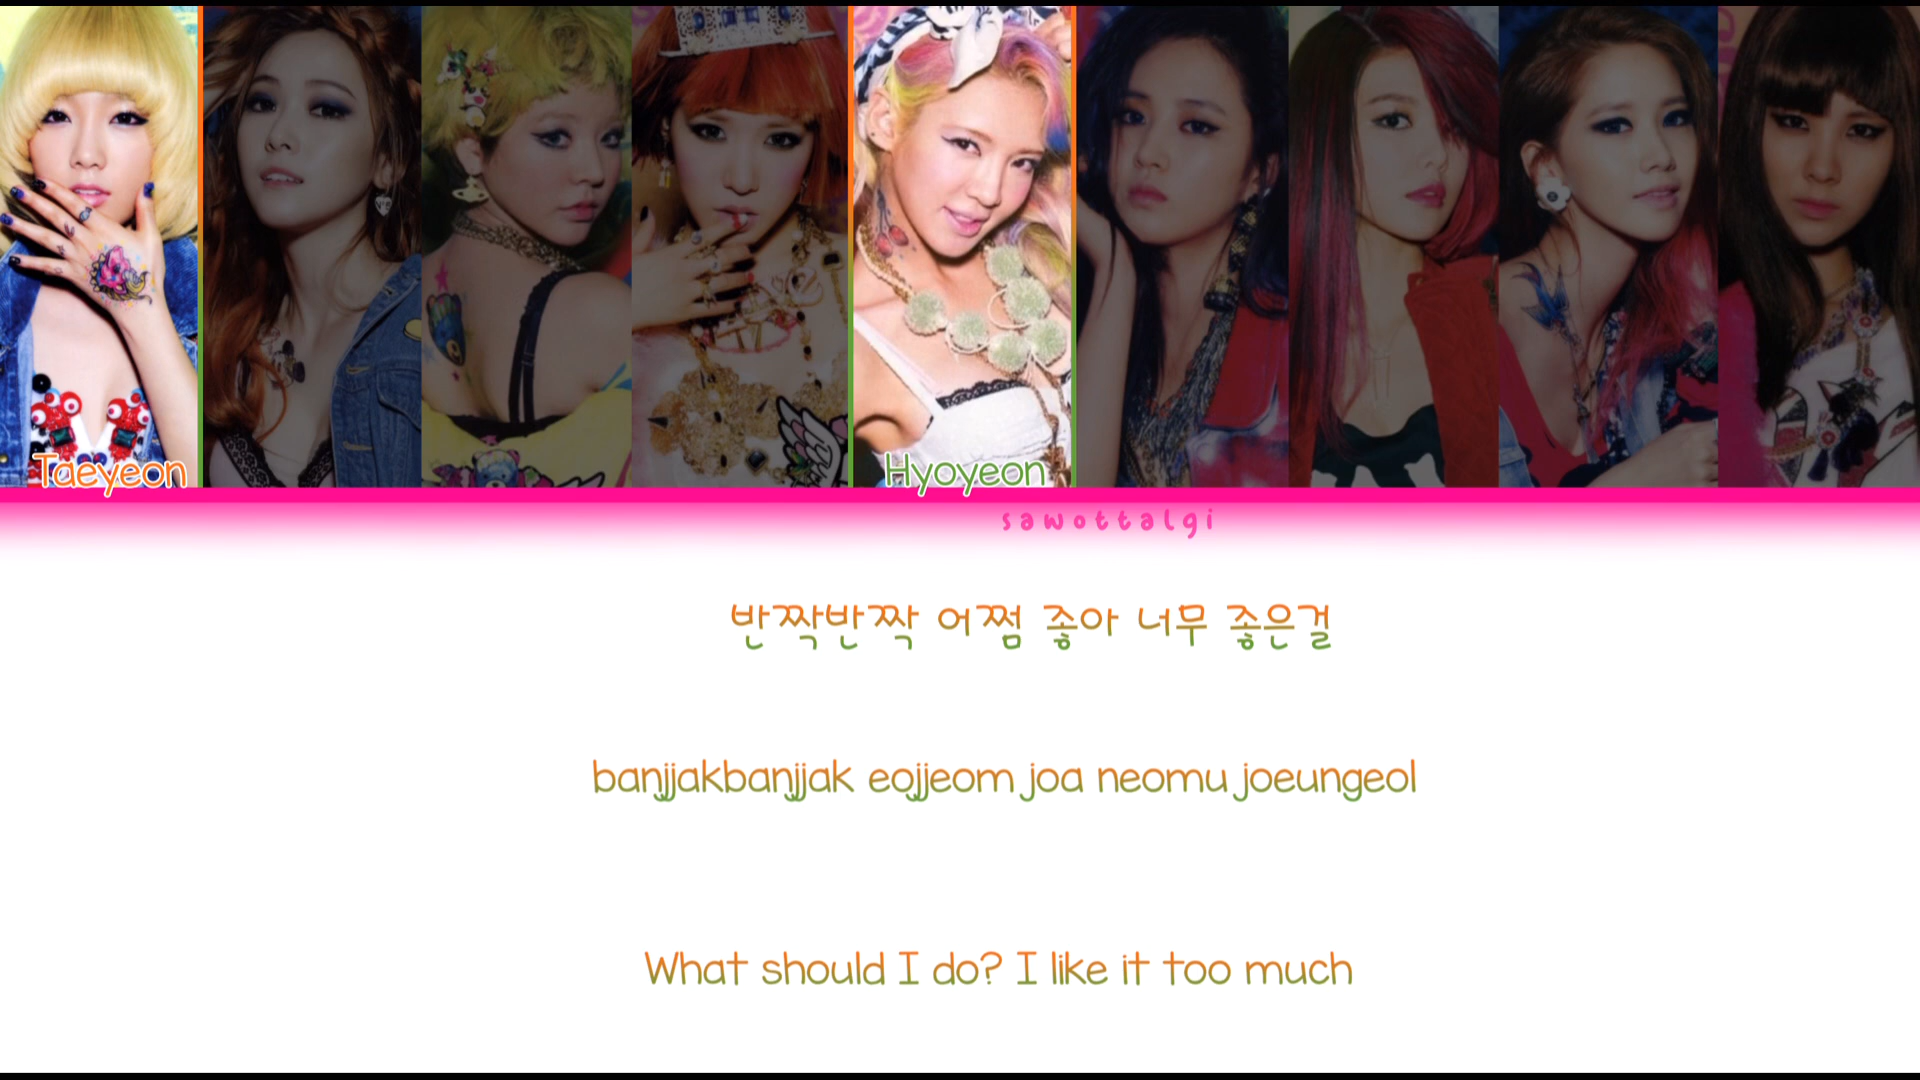 Taeyeon
Hyoyeon
sawottalgi
반짝반짝 어쩜 좋아 너무 좋은걸
banjjakbanjjak eojjeom joa neomu joeungeol
What should I do? I like it too much